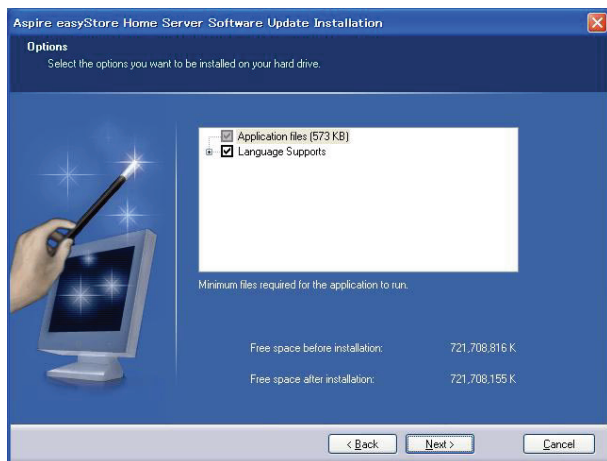 Aspire easyStore Home Server Software Update Installation
Options
Select the options you want to be installed on your hard drive.
Application files (573 KB)
Language Supports
Minimum files required for the application to run.
Free space before installation: 721,708,816 K
Free space after installation: 721,708,155 K
< Back Next > Cancel